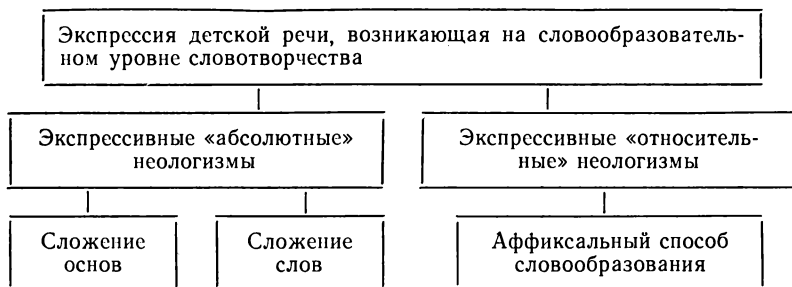 Экспрессия детской речи, возникающая на словообразователь-
ном уровне словотворчества
Экспрессивные «абсолютные»
неологизмы
Экспрессивные «относитель-
ные» неологизмы
Сложение
основ
Сложение
слов
Аффиксальный способ
словообразования